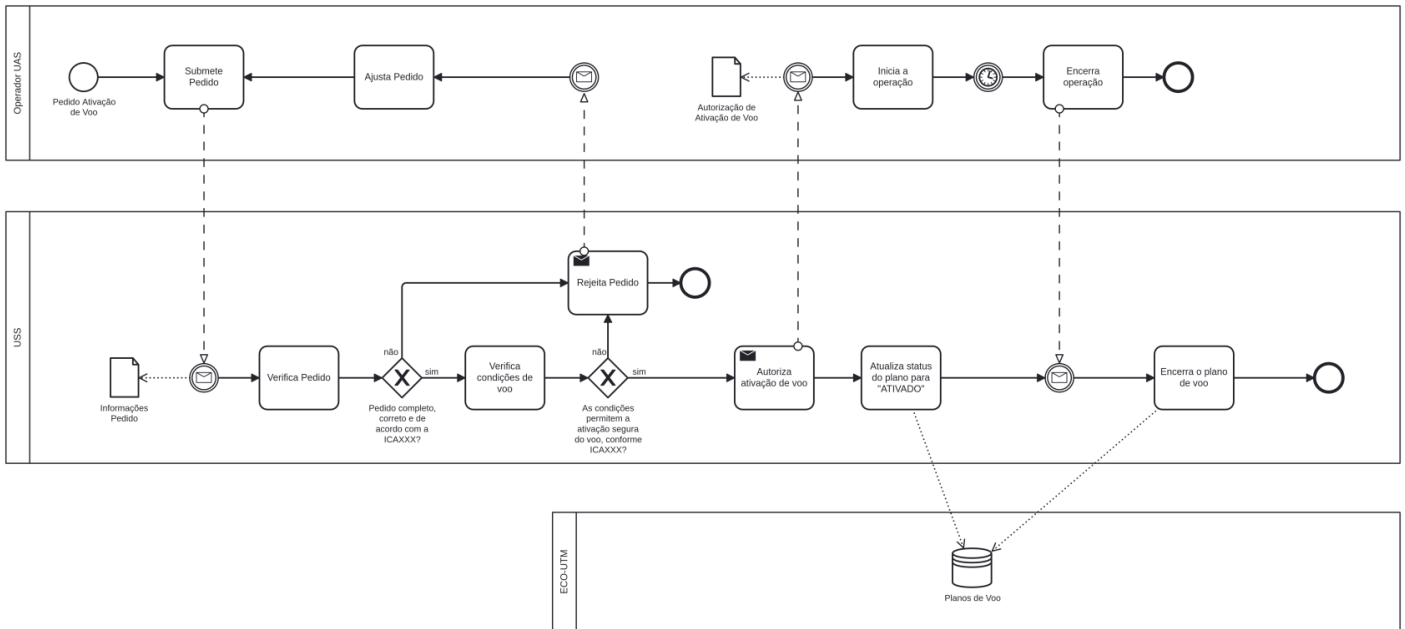 Operador UAS
Pedido Ativação
de Voo
Submete
Pedido
Ajusta Pedido
Autorização de
Ativação de Voo
Inicia a
operação
Encerra
operação
USS
Informações
Pedido
Verifica Pedido
não
sim
Pedido completo,
correto e de
acordo com a
ICAXXX?
Verifica
condições de
voo
Rejeita Pedido
não
sim
As condições
permitem a
ativação segura
do voo, conforme
ICAXXX?
Autoriza
ativação de voo
Atualiza status
do plano para
"ATIVADO"
Encerra o plano
de voo
ECO-UTM
Planos de Voo